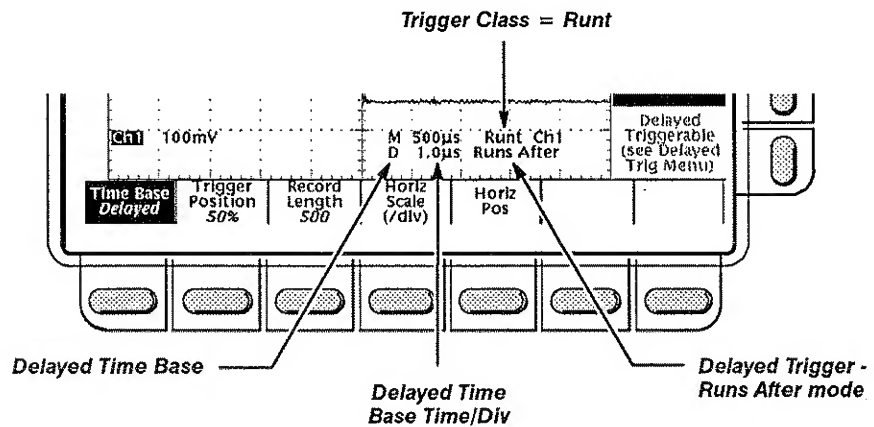 Trigger Class = Runt
Delayed
Triggerable
(see Delayed
Trig Menu)
Ch1 100mV
M 500µs Runt Ch1
D 1.0µs Runs After
Time Base
Delayed
Trigger
Position
50%
Record
Length
500
Horiz
Scale
(/div)
Horiz
Pos
Delayed Time Base
Delayed Time
Base Time/Div
Delayed Trigger -
Runs After mode